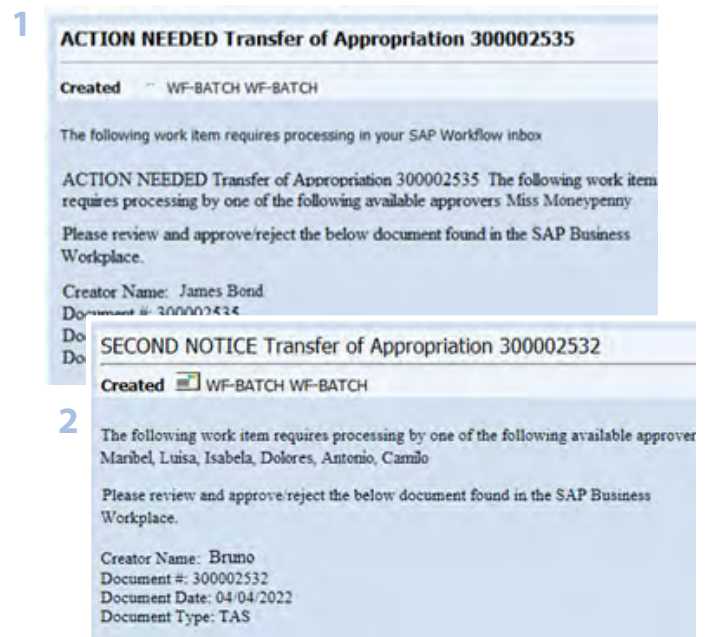 1
ACTION NEEDED Transfer of Appropriation 300002535
Created WF-BATCH WF-BATCH
The following work item requires processing in your SAP Workflow inbox
ACTION NEEDED Transfer of Appropriation 300002535 The following work item
requires processing by one of the following available approvers Miss Moneypenny
Please review and approve/reject the below document found in the SAP Business
Workplace.
Creator Name: James Bond
Document #: 300002535
Do
Do
2
SECOND NOTICE Transfer of Appropriation 300002532
Created WF-BATCH WF-BATCH
The following work item requires processing by one of the following available approver
Maribel, Luisa, Isabela, Dolores, Antonio, Camilo
Please review and approve/reject the below document found in the SAP Business
Workplace.
Creator Name: Bruno
Document #: 300002532
Document Date: 04/04/2022
Document Type: TAS